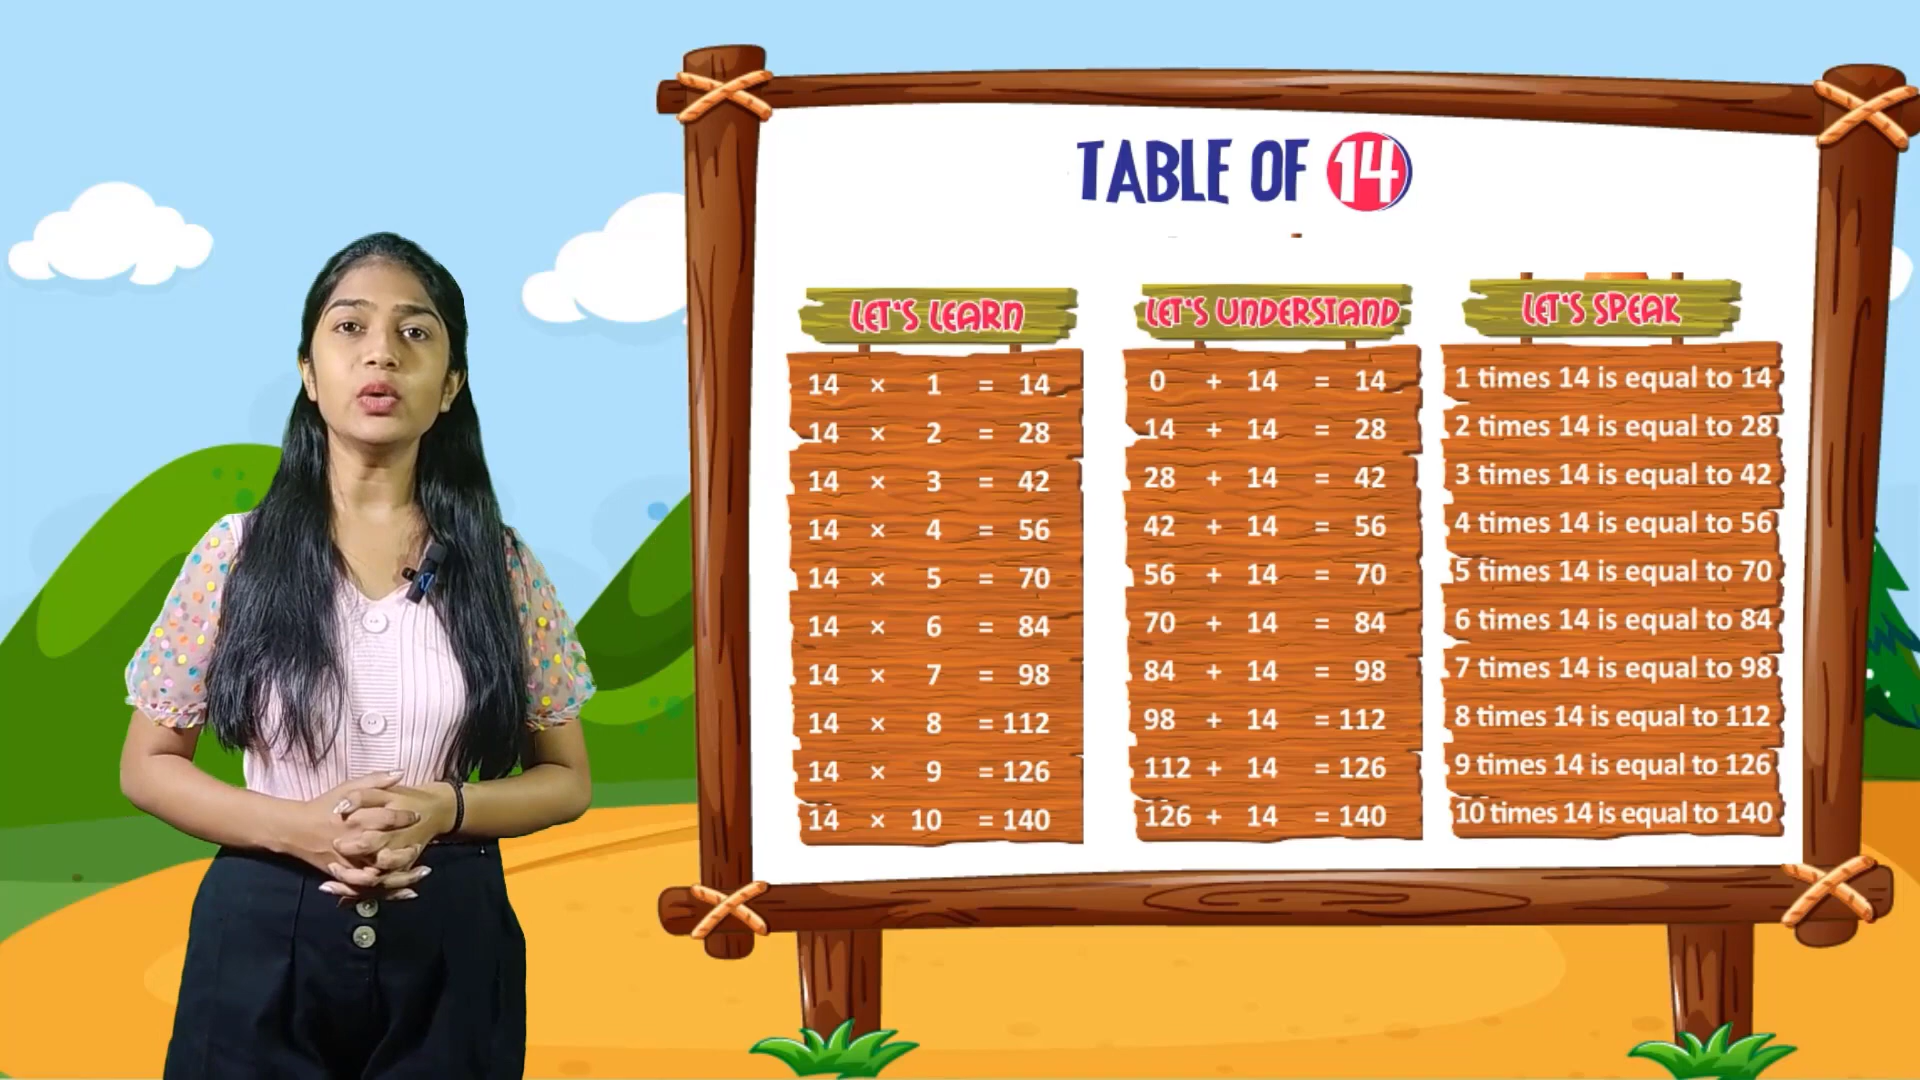 TABLE OF 14
LET'S LEARN
14 × 1 = 14
14 × 2 = 28
14 × 3 = 42
14 × 4 = 56
14 × 5 = 70
14 × 6 = 84
14 × 7 = 98
14 × 8 = 112
14 × 9 = 126
14 × 10 = 140
LET'S UNDERSTAND
0 + 14 = 14
14 + 14 = 28
28 + 14 = 42
42 + 14 = 56
56 + 14 = 70
70 + 14 = 84
84 + 14 = 98
98 + 14 = 112
112 + 14 = 126
126 + 14 = 140
LET'S SPEAK
1 times 14 is equal to 14
2 times 14 is equal to 28
3 times 14 is equal to 42
4 times 14 is equal to 56
5 times 14 is equal to 70
6 times 14 is equal to 84
7 times 14 is equal to 98
8 times 14 is equal to 112
9 times 14 is equal to 126
10 times 14 is equal to 140